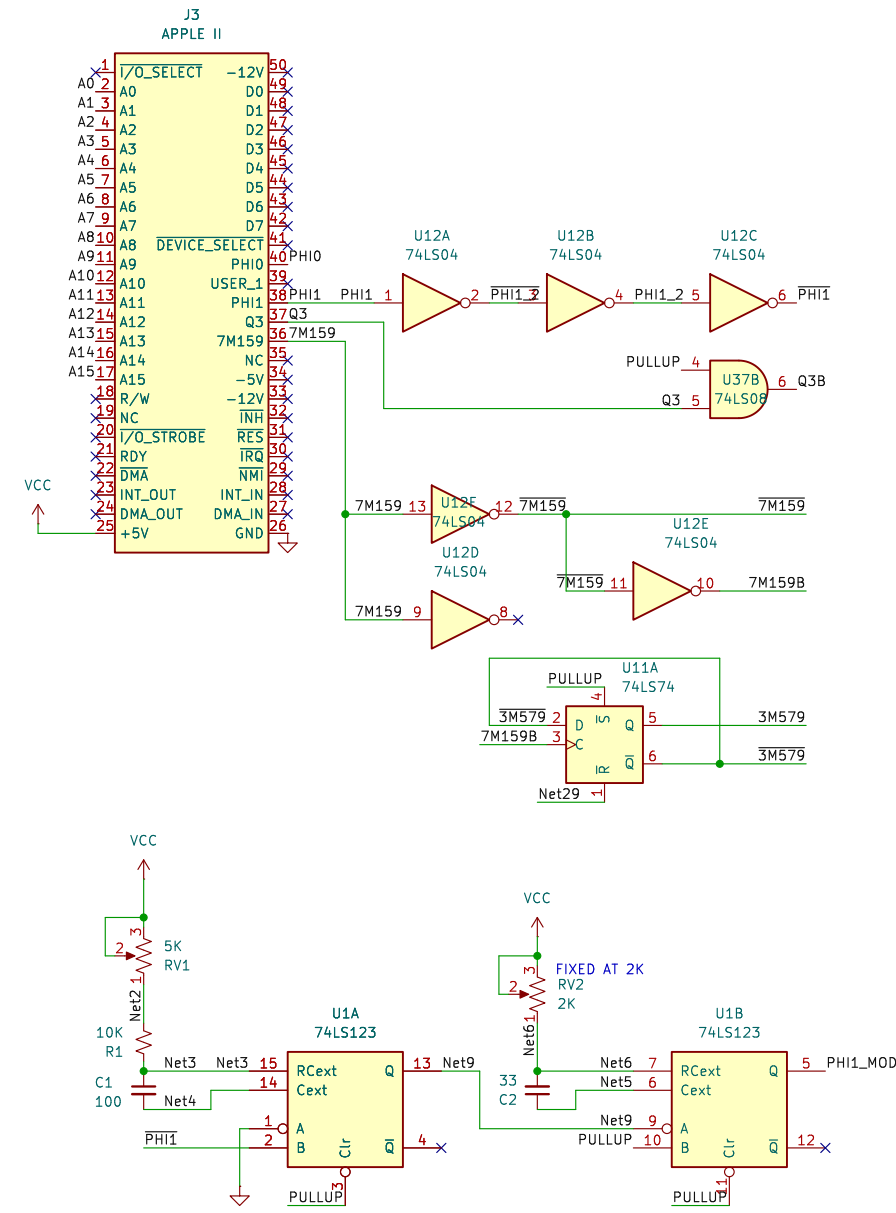 J3
APPLE II
1 I/O_SELECT -12V 50
A0 2 A0 D0 49
A1 3 A1 D1 48
A2 4 A2 D2 47
A3 5 A3 D3 46
A4 6 A4 D4 45
A5 7 A5 D5 44
A6 8 A6 D6 43
A7 9 A7 D7 42
A8 10 A8 DEVICE_SELECT 41
A9 11 A9 PHI0 40 PHI0
A10 12 A10 USER_1 39
A11 13 A11 PHI1 38 PHI1
A12 14 A12 Q3 37 Q3
A13 15 A13 7M159 36 7M159
A14 16 A14 NC 35
A15 17 A15 -5V 34
18 R/W -12V 33
19 NC INH 32
20 I/O_STROBE RES 31
21 RDY IRQ 30
22 DMA NMI 29
23 INT_OUT INT_IN 28
24 DMA_OUT DMA_IN 27
25 +5V GND 26
VCC
U12A
74LS04
PHI1 1 2 PHI1_2
U12B
74LS04
3 4 PHI1_2
U12C
74LS04
5 6 PHI1
PULLUP 4
U37B
74LS08
6 Q3B
Q3 5
U12F
74LS04
7M159 13 12 7M159 7M159
U12E
74LS04
7M159 11 10 7M159B
U12D
74LS04
7M159 9 8
U11A
74LS74
PULLUP 4
3M579 2 D S Q 5 3M579
7M159B 3 C
R Q 6 3M579
Net29 1
VCC
3
2
1
5K
RV1
Net2
10K
R1
C1
100
Net3 Net3
Net4
U1A
74LS123
15 RCext Q 13 Net9
14 Cext
1 A
PHI1 2 B Clr Q 4
PULLUP 3
VCC
FIXED AT 2K
3
2
1
RV2
2K
Net6
33
C2
Net6
Net5
U1B
74LS123
7 RCext Q 5 PHI1_MOD
6 Cext
Net9 9 A
PULLUP 10 B Clr Q 12
PULLUP 11